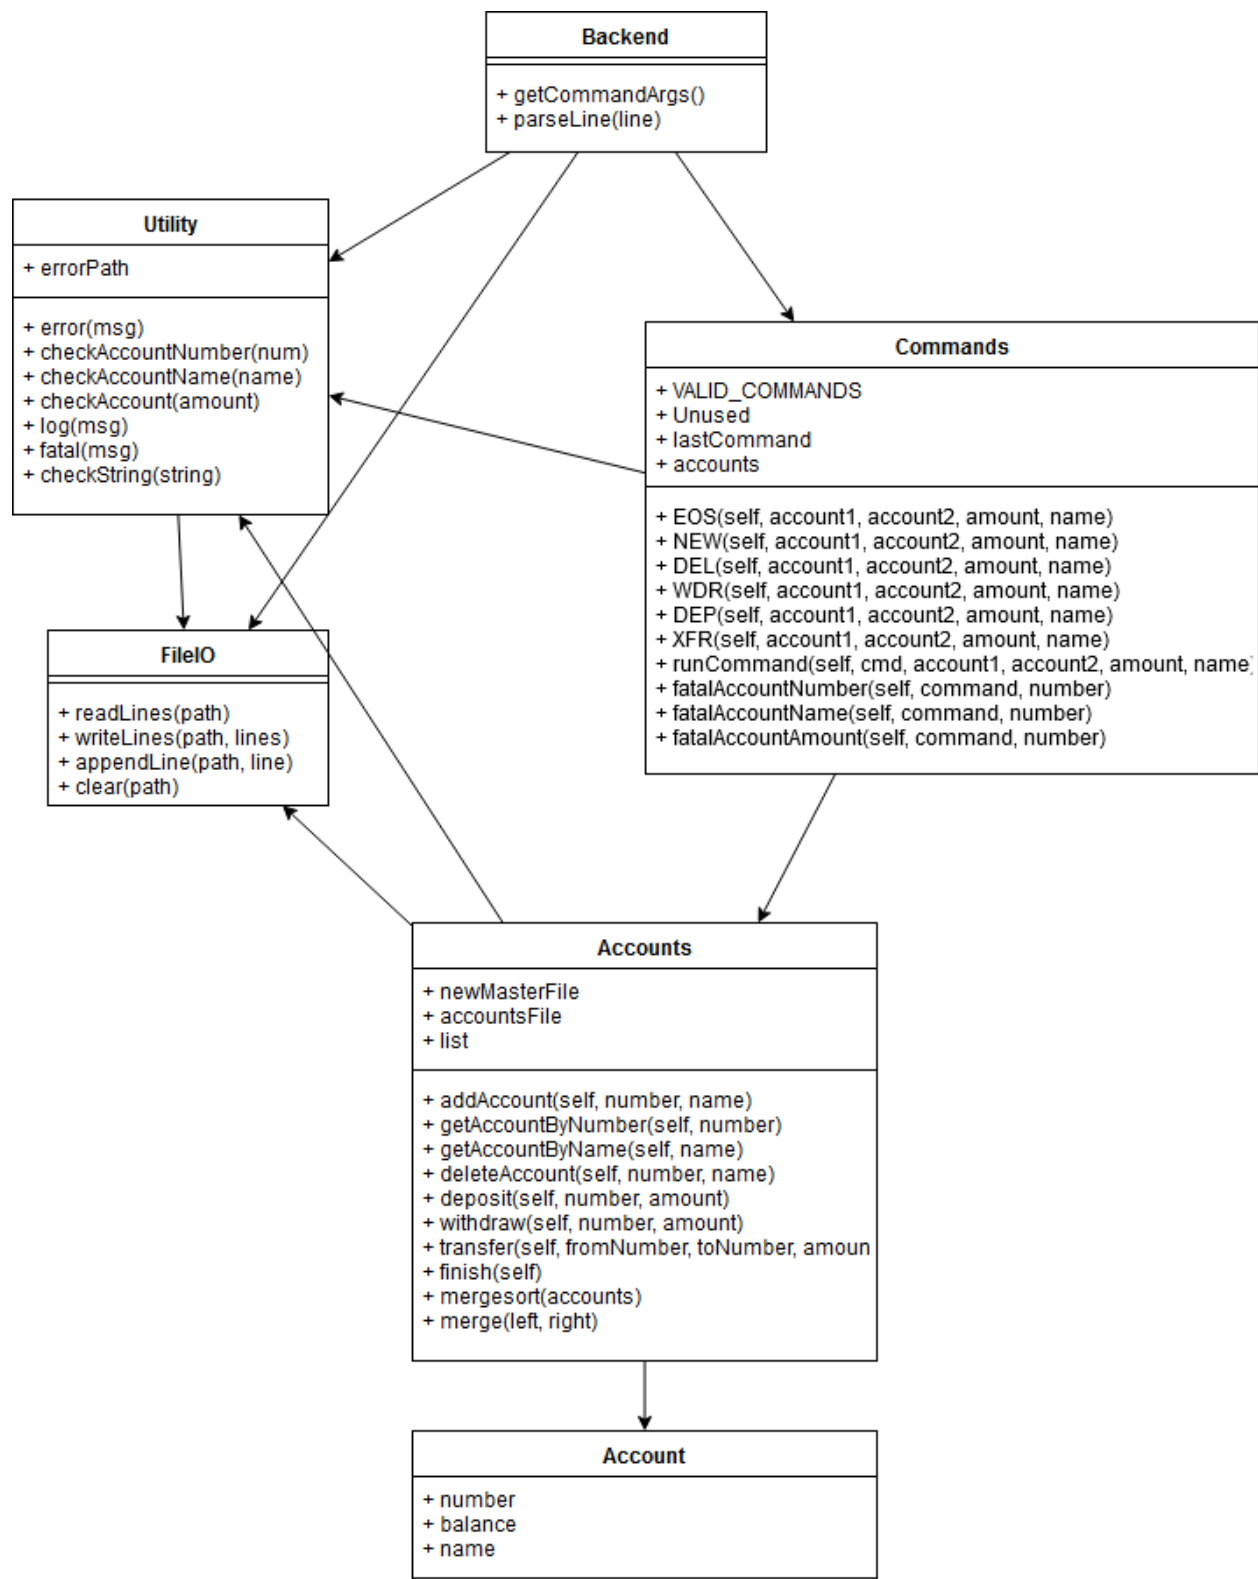 Backend
+ getCommandArgs()
+ parseLine(line)
Utility
+ errorPath
+ error(msg)
+ checkAccountNumber(num)
+ checkAccountName(name)
+ checkAccount(amount)
+ log(msg)
+ fatal(msg)
+ checkString(string)
Commands
+ VALID_COMMANDS
+ Unused
+ lastCommand
+ accounts
+ EOS(self, account1, account2, amount, name)
+ NEW(self, account1, account2, amount, name)
+ DEL(self, account1, account2, amount, name)
+ WDR(self, account1, account2, amount, name)
+ DEP(self, account1, account2, amount, name)
+ XFR(self, account1, account2, amount, name)
+ runCommand(self, cmd, account1, account2, amount, name)
+ fatalAccountNumber(self, command, number)
+ fatalAccountName(self, command, number)
+ fatalAccountAmount(self, command, number)
FileIO
+ readLines(path)
+ writeLines(path, lines)
+ appendLine(path, line)
+ clear(path)
Accounts
+ newMasterFile
+ accountsFile
+ list
+ addAccount(self, number, name)
+ getAccountByNumber(self, number)
+ getAccountByName(self, name)
+ deleteAccount(self, number, name)
+ deposit(self, number, amount)
+ withdraw(self, number, amount)
+ transfer(self, fromNumber, toNumber, amoun
+ finish(self)
+ mergesort(accounts)
+ merge(left, right)
Account
+ number
+ balance
+ name